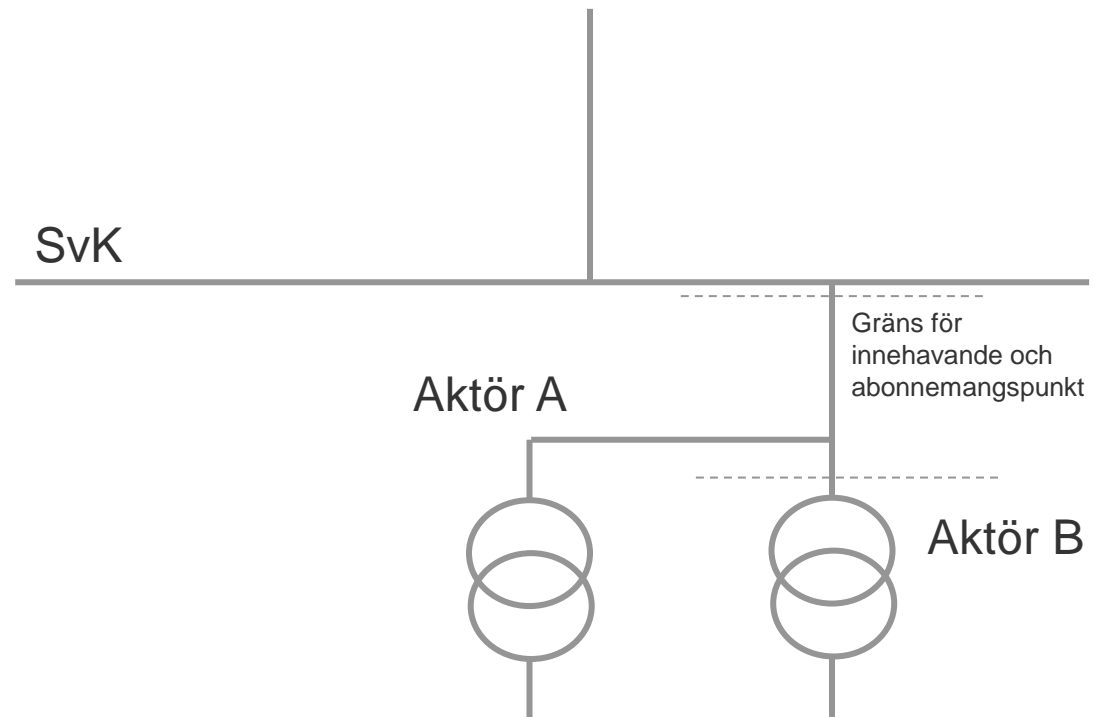 SvK
Gräns för
innehavande och
abonnemangspunkt
Aktör A
Aktör B